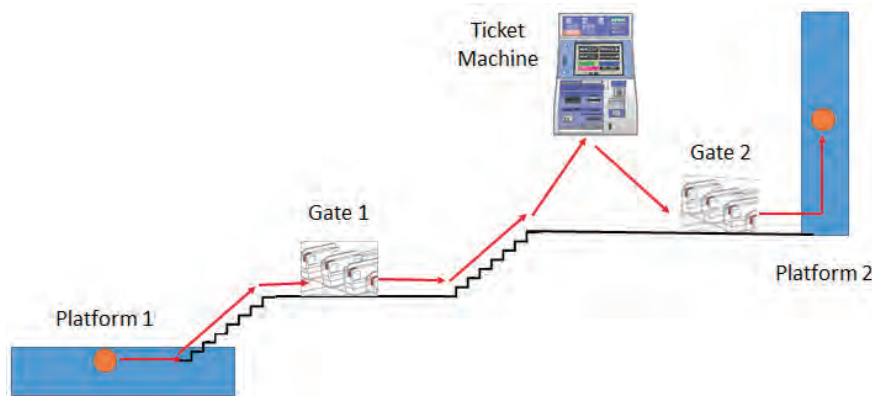 Ticket
Machine
Gate 2
Gate 1
Platform 2
Platform 1